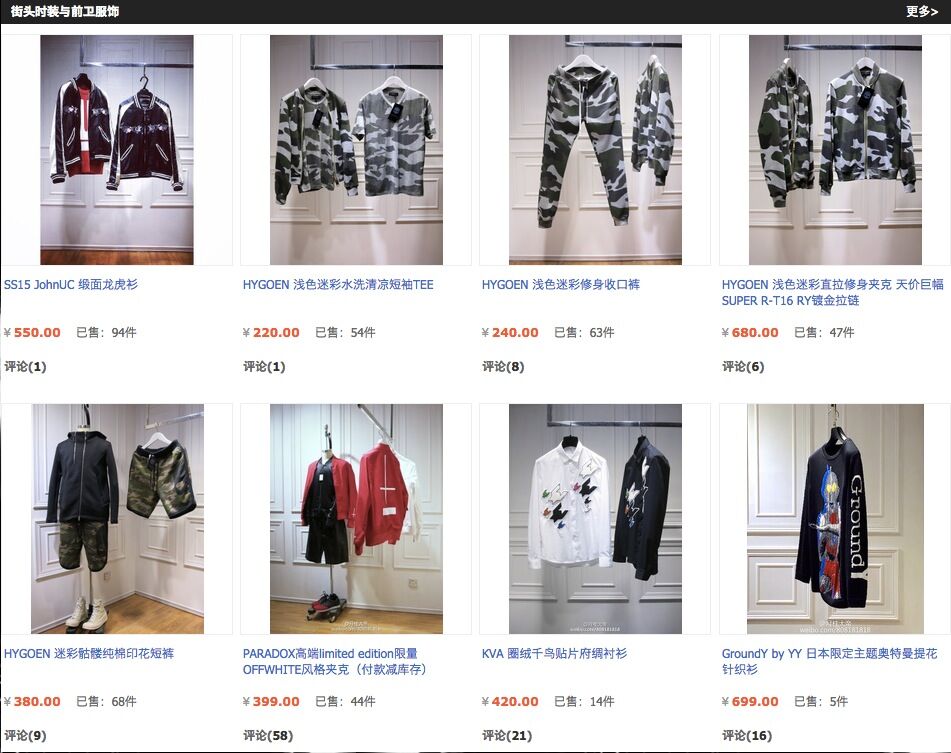 街头时装与前卫服饰
更多>
SS15 JohnUC 缎面龙虎衫
¥ 550.00 已售：94件
评论(1)
HYGOEN 浅色迷彩水洗清凉短袖TEE
¥ 220.00 已售：54件
评论(1)
HYGOEN 浅色迷彩修身收口裤
¥ 240.00 已售：63件
评论(8)
HYGOEN 浅色迷彩直拉修身夹克 天价巨幅
SUPER R-T16 RY镀金拉链
¥ 680.00 已售：47件
评论(6)
HYGOEN 迷彩骷髅纯棉印花短裤
¥ 380.00 已售：68件
评论(9)
PARADOX高端limited edition限量
OFFWHITE风格夹克（付款减库存）
¥ 399.00 已售：44件
评论(58)
KVA 圈绒千鸟贴片府绸衬衫
¥ 420.00 已售：14件
评论(21)
GroundY
weibo.com/808181818
GroundY by YY 日本限定主题奥特曼提花
针织衫
¥ 699.00 已售：5件
评论(16)